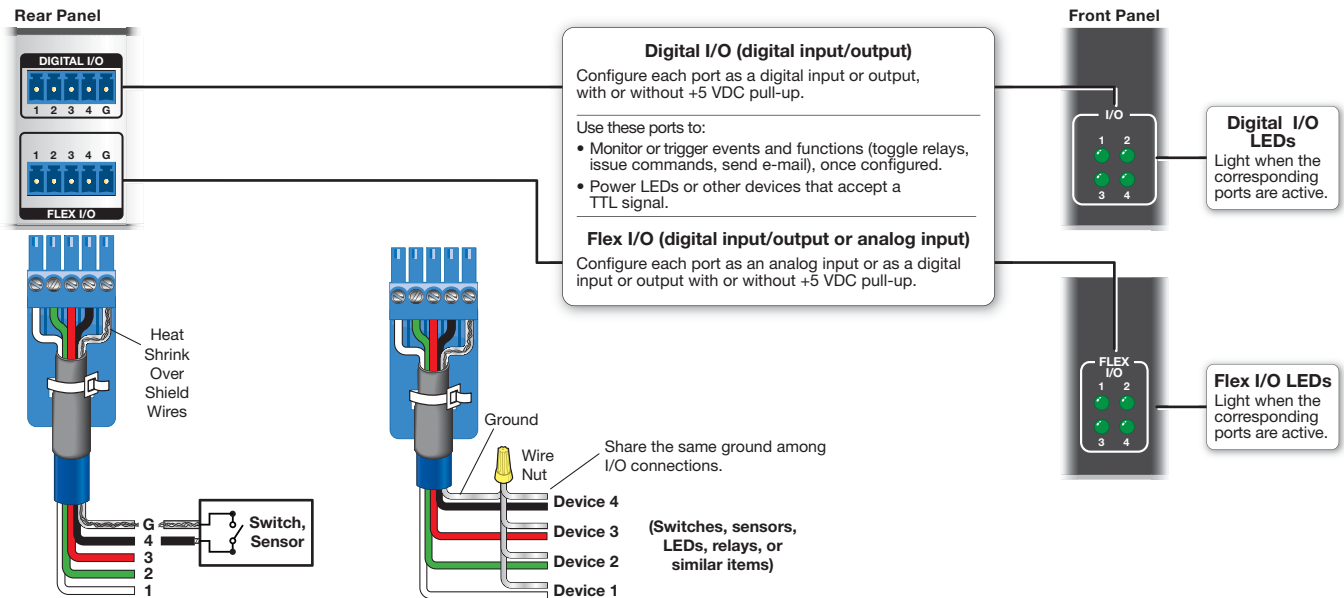 Rear Panel
DIGITAL I/O
1 2 3 4 G
1 2 3 4 G
FLEX I/O
Digital I/O (digital input/output)
Configure each port as a digital input or output,
with or without +5 VDC pull-up.
Use these ports to:
• Monitor or trigger events and functions (toggle relays,
issue commands, send e-mail), once configured.
• Power LEDs or other devices that accept a
TTL signal.
Flex I/O (digital input/output or analog input)
Configure each port as an analog input or as a digital
input or output with or without +5 VDC pull-up.
Front Panel
I/O
1 2
3 4
Digital I/O
LEDs
Light when the
corresponding
ports are active.
FLEX
I/O
1 2
3 4
Flex I/O LEDs
Light when the
corresponding
ports are active.
Heat
Shrink
Over
Shield
Wires
G
4
3
2
1
Switch,
Sensor
Ground
Wire
Nut
Share the same ground among
I/O connections.
Device 4
Device 3
Device 2
Device 1
(Switches, sensors,
LEDs, relays, or
similar items)